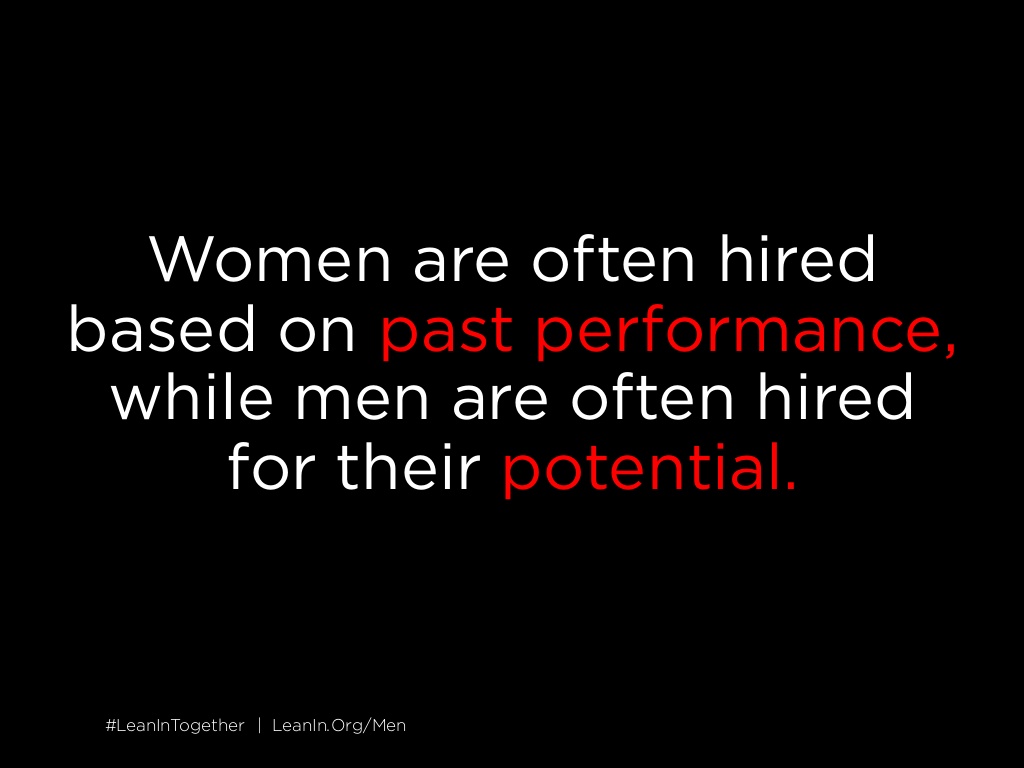 Women are often hired
based on past performance,
while men are often hired
for their potential.
#LeanInTogether | LeanIn.Org/Men